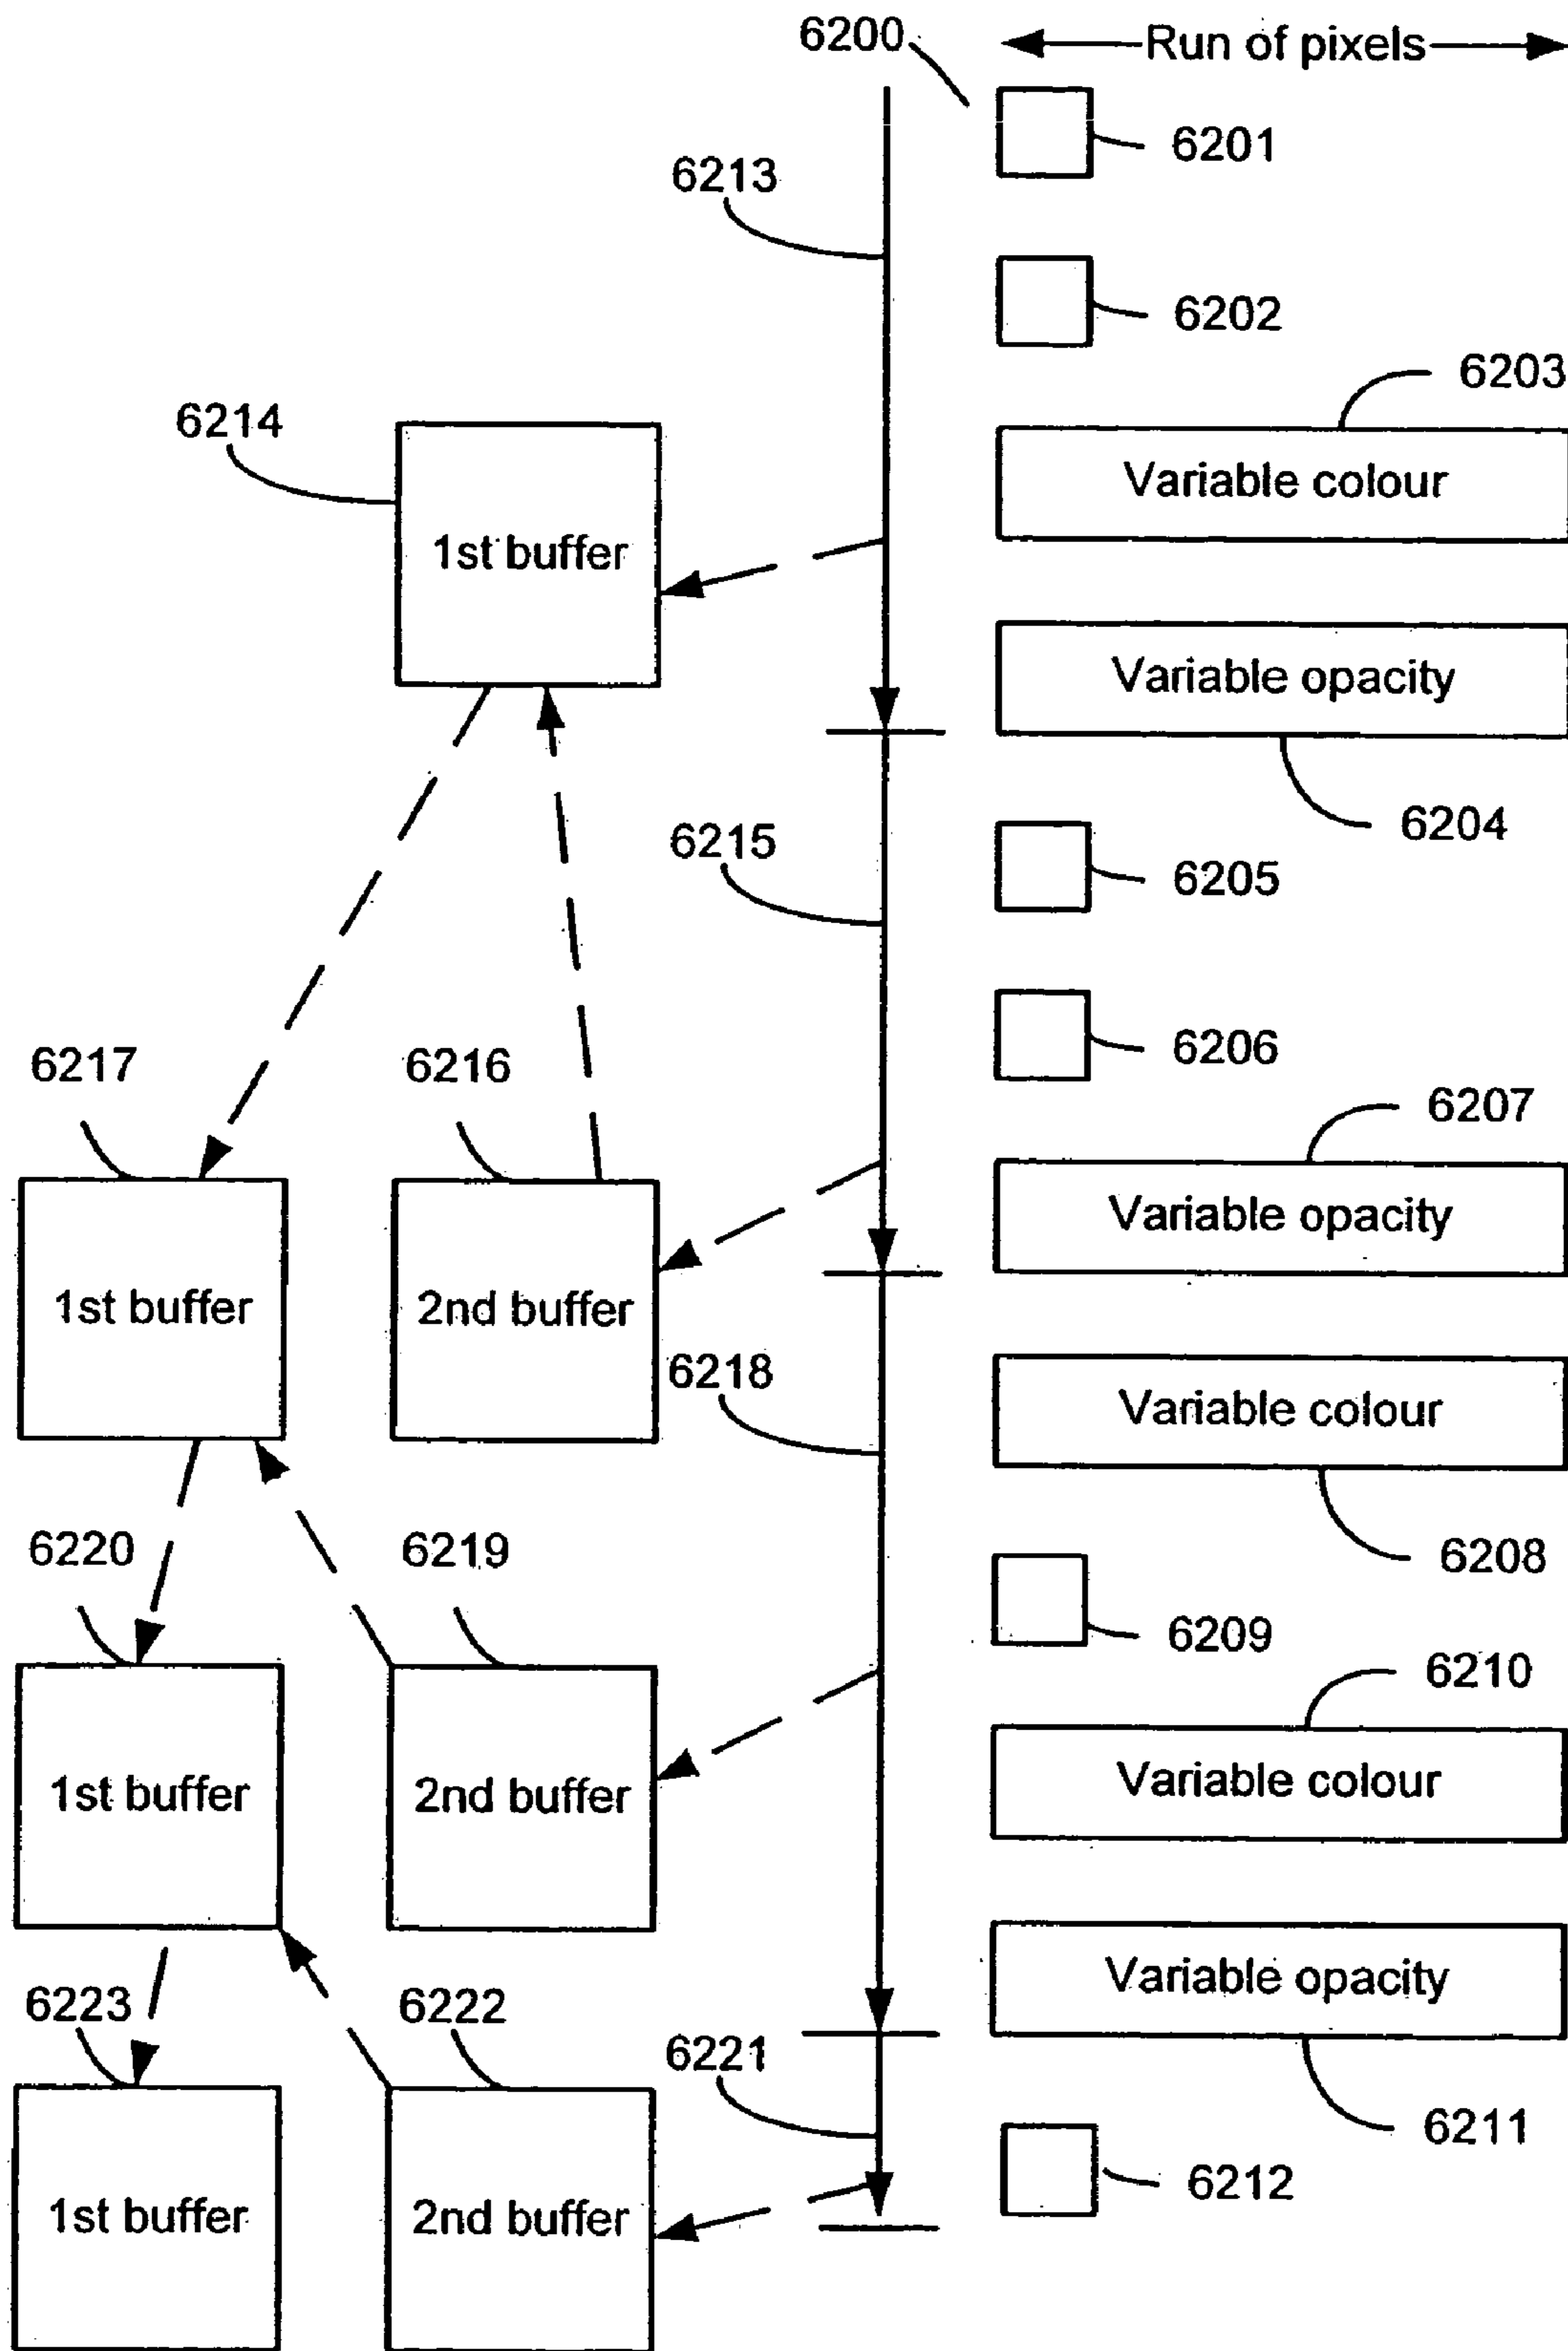 6200
Run of pixels
6201
6213
6202
6203
6214
Variable colour
1st buffer
Variable opacity
6204
6215
6205
6217
6216
6206
6207
Variable opacity
1st buffer
2nd buffer
6218
Variable colour
6220
6219
6208
6209
6210
1st buffer
2nd buffer
Variable colour
Variable opacity
6223
6222
6221
6211
6212
1st buffer
2nd buffer